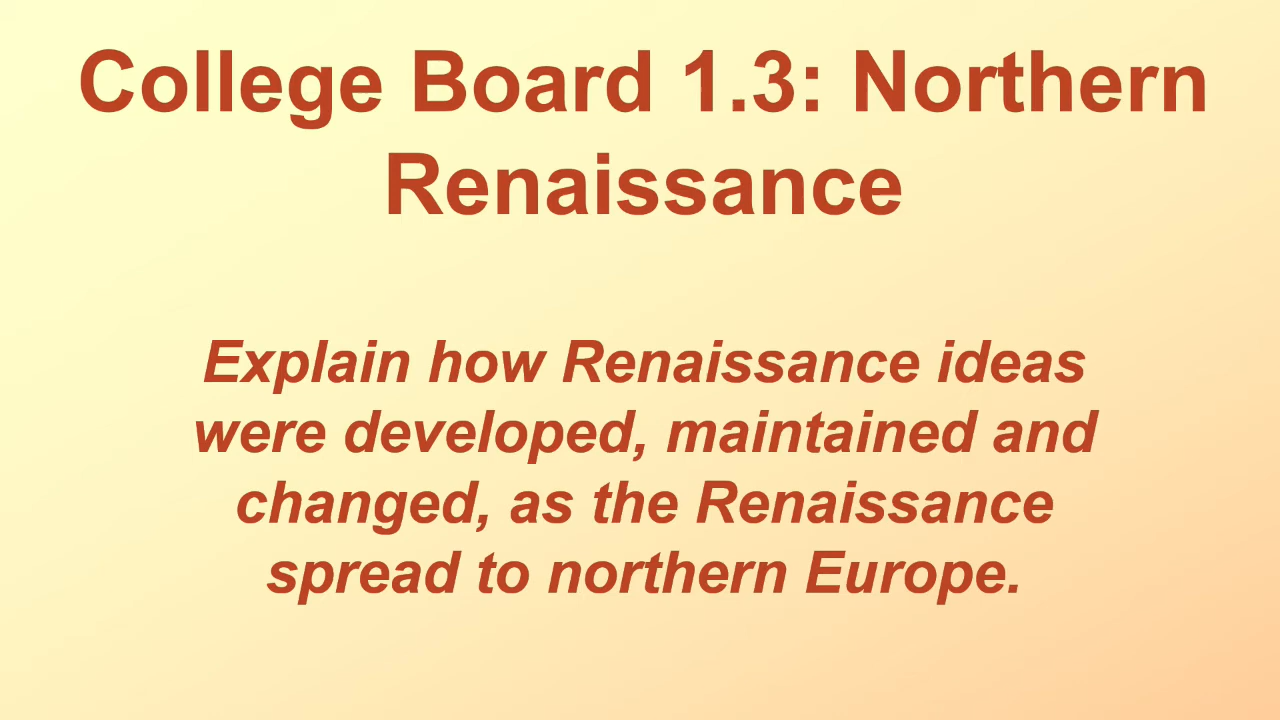 College Board 1.3: Northern
Renaissance
Explain how Renaissance ideas
were developed, maintained and
changed, as the Renaissance
spread to northern Europe.